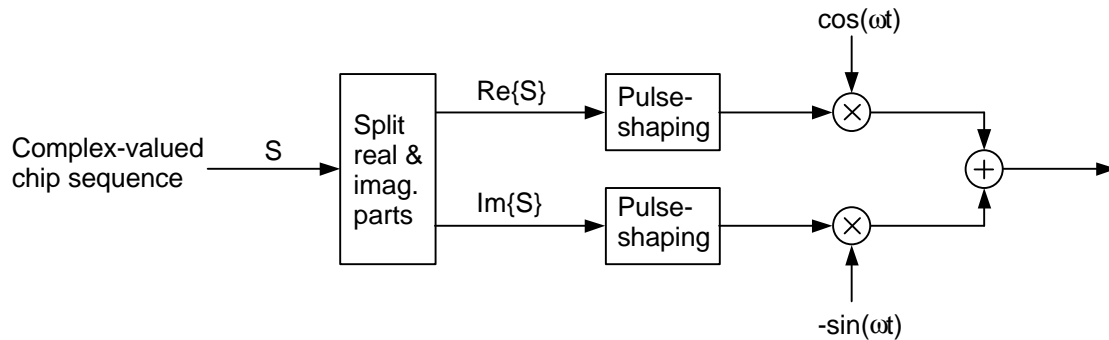 cos(ωt)
Complex-valued
chip sequence
S
Split
real &
imag.
parts
Re{S}
Im{S}
Pulse-
shaping
Pulse-
shaping
-sin(ωt)